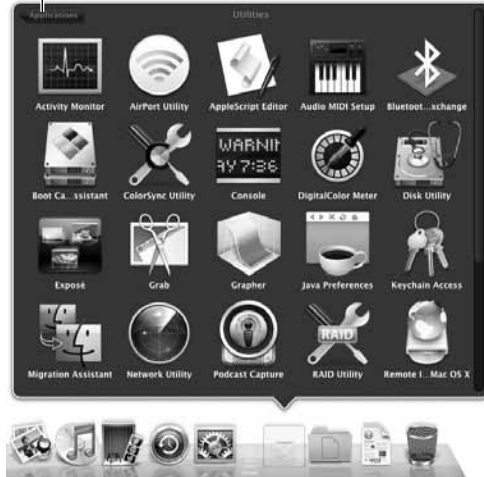 Applications
Utilities
Activity Monitor
AirPort Utility
AppleScript Editor
Audio MIDI Setup
Bluetoot...xchange
WARNIN
AY 7:36
Boot Ca...ssistant
ColorSync Utility
Console
DigitalColor Meter
Disk Utility
Exposé
Grab
Grapher
Java Preferences
Keychain Access
RAID
Migration Assistant
Network Utility
Podcast Capture
RAID Utility
Remote I...Mac OS X
PDF